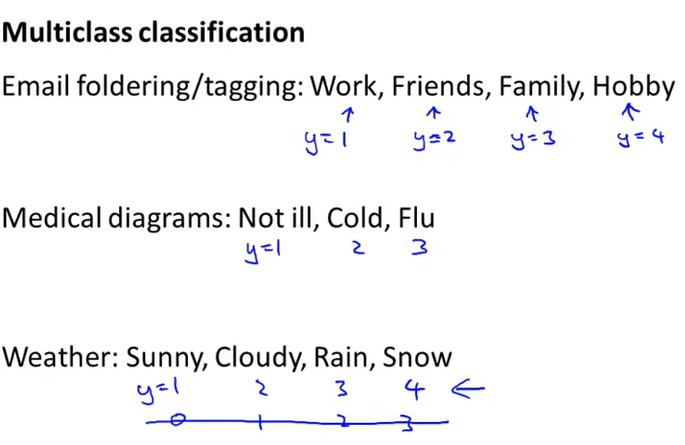 Multiclass classification
Email foldering/tagging: Work, Friends, Family, Hobby
y=1 y=2 y=3 y=4
Medical diagrams: Not ill, Cold, Flu
y=1 2 3
Weather: Sunny, Cloudy, Rain, Snow
y=1 2 3 4 ←
0 1 2 3